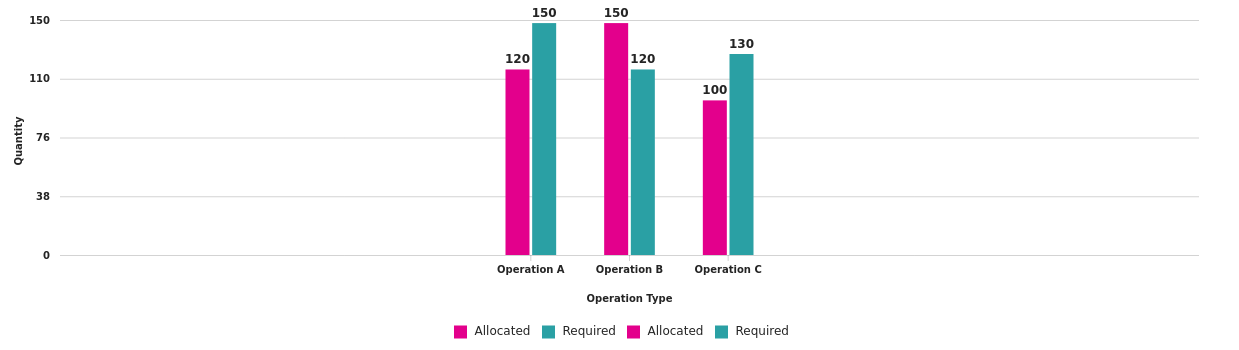 150
110
76
38
0
Quantity
120
150
150
120
100
130
Operation A
Operation B
Operation C
Operation Type
Allocated Required Allocated Required